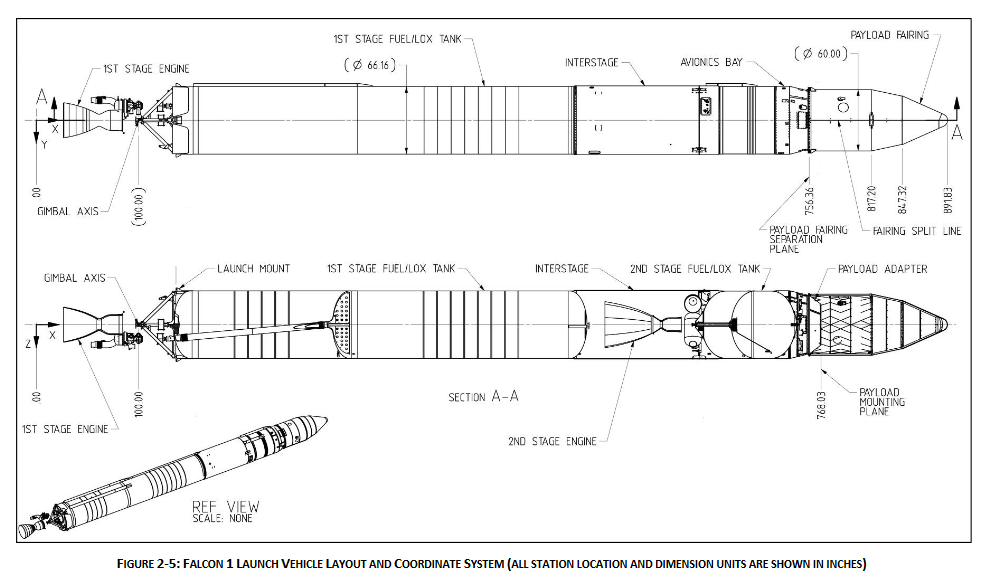 1ST STAGE FUEL/LOX TANK
PAYLOAD FAIRING
(Ø 60.00)
(Ø 66.16)
INTERSTAGE
AVIONICS BAY
1ST STAGE ENGINE
A
X
Y
A
00
GIMBAL AXIS
(100.00)
756.36
817.20
847.32
891.83
PAYLOAD FAIRING
SEPARATION
PLANE
FAIRING SPLIT LINE
GIMBAL AXIS
LAUNCH MOUNT
1ST STAGE FUEL/LOX TANK
INTERSTAGE
2ND STAGE FUEL/LOX TANK
PAYLOAD ADAPTER
X
Z
00
100.00
SECTION A-A
768.03
PAYLOAD
MOUNTING
PLANE
1ST STAGE ENGINE
2ND STAGE ENGINE
REF VIEW
SCALE: NONE
FIGURE 2-5: FALCON 1 LAUNCH VEHICLE LAYOUT AND COORDINATE SYSTEM (ALL STATION LOCATION AND DIMENSION UNITS ARE SHOWN IN INCHES)